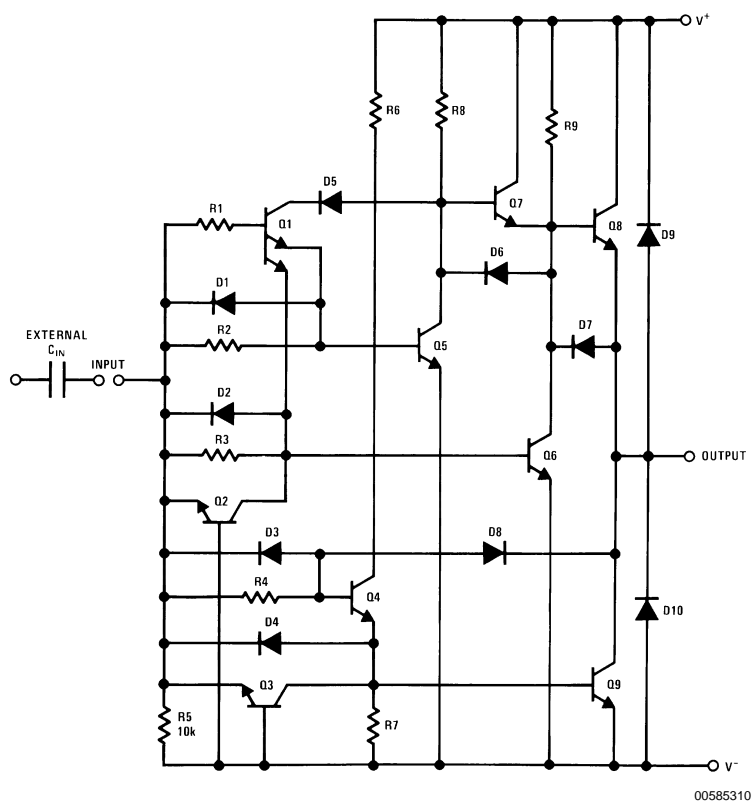 V+
R6
R8
R9
D5
R1
Q1
Q7
Q8
D9
D1
D6
EXTERNAL
CIN
INPUT
R2
Q5
D7
D2
R3
Q6
OUTPUT
Q2
D3
D8
R4
Q4
D10
D4
Q3
Q9
R5
10k
R7
V-
00585310